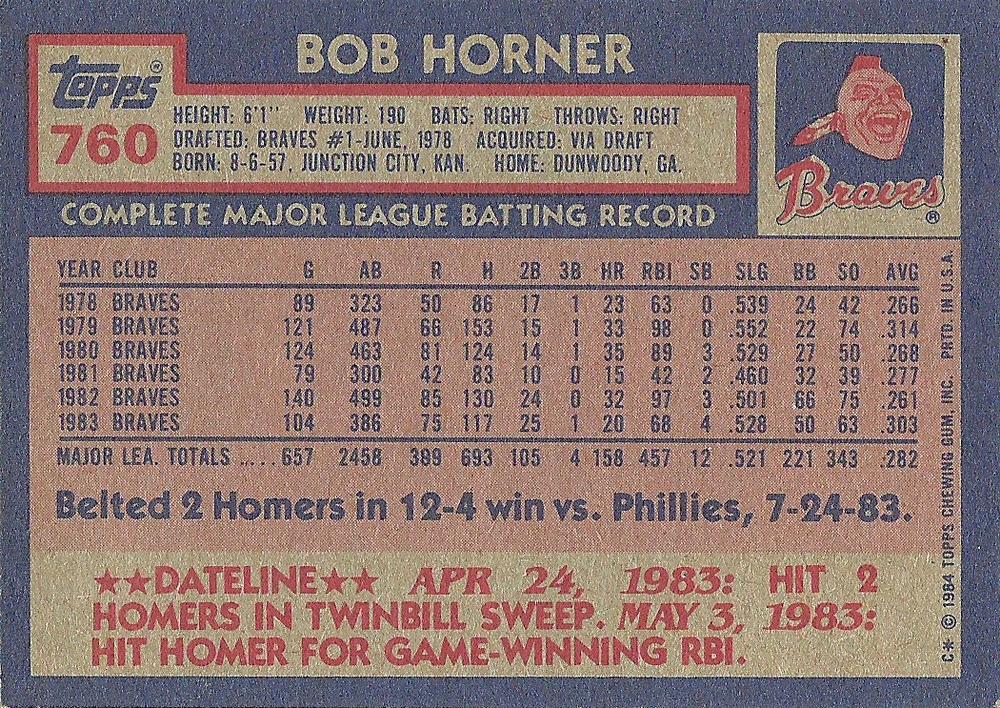 BOB HORNER
Topps®
760
HEIGHT: 6'1" WEIGHT: 190 BATS: RIGHT THROWS: RIGHT
DRAFTED: BRAVES #1-JUNE, 1978 ACQUIRED: VIA DRAFT
BORN: 8-6-57, JUNCTION CITY, KAN. HOME: DUNWOODY, GA.
Braves®
COMPLETE MAJOR LEAGUE BATTING RECORD
YEAR CLUB G AB R H 2B 3B HR RBI SB SLG BB SO AVG
1978 BRAVES 89 323 50 86 17 1 23 63 0 .539 24 42 .266
1979 BRAVES 121 487 66 153 15 1 33 98 0 .552 22 74 .314
1980 BRAVES 124 463 81 124 14 1 35 89 3 .529 27 50 .268
1981 BRAVES 79 300 42 83 10 0 15 42 2 .460 32 39 .277
1982 BRAVES 140 499 85 130 24 0 32 97 3 .501 66 75 .261
1983 BRAVES 104 386 75 117 25 1 20 68 4 .528 50 63 .303
MAJOR LEA. TOTALS ..... 657 2458 399 693 105 4 158 457 12 .521 221 343 .282
Belted 2 Homers in 12-4 win vs. Phillies, 7-24-83.
★★DATELINE★★ APR 24, 1983: HIT 2
HOMERS IN TWINBILL SWEEP. MAY 3, 1983:
HIT HOMER FOR GAME-WINNING RBI.
C* © 1984 TOPPS CHEWING GUM, INC. PRTD. IN U.S.A.